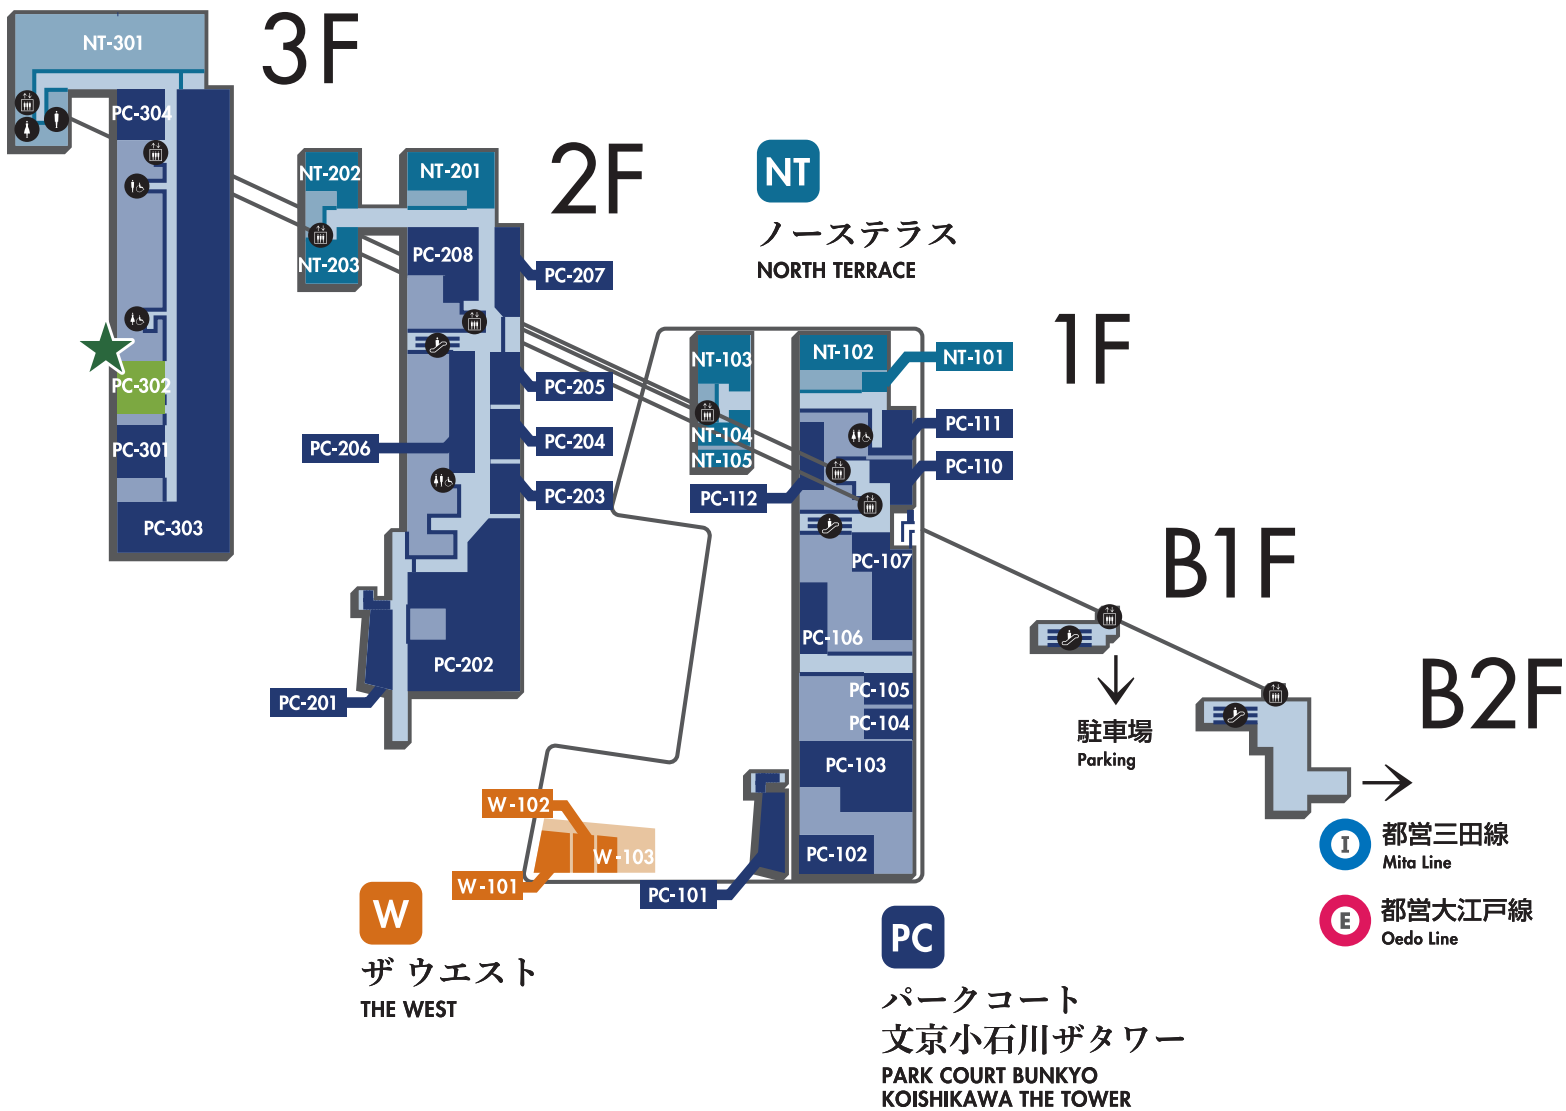 3F
NT-301
PC-304
PC-302
PC-301
PC-303
2F
NT-202
NT-201
NT-203
PC-208
PC-207
PC-205
PC-204
PC-206
PC-203
PC-202
PC-201
NT
ノーステラス
NORTH TERRACE
1F
NT-103
NT-102
NT-101
NT-104
NT-105
PC-111
PC-110
PC-112
PC-107
PC-106
PC-105
PC-104
PC-103
PC-102
PC-101
W-102
W-103
W-101
W
ザ ウエスト
THE WEST
PC
パークコート
文京小石川ザタワー
PARK COURT BUNKYO
KOISHIKAWA THE TOWER
B1F
駐車場
Parking
B2F
I
都営三田線
Mita Line
E
都営大江戸線
Oedo Line